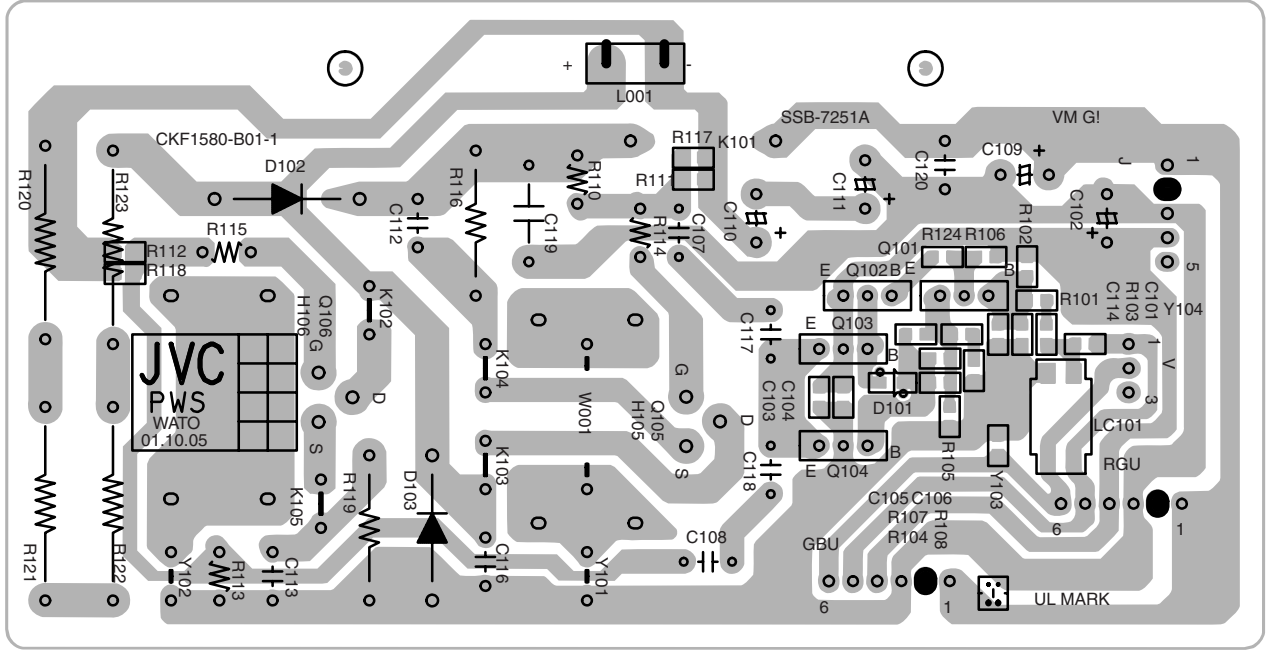 +
-
L001
SSB-7251A
VM G!
CKF1580-B01-1
R117
K101
C109
+
J
1
D102
R120
R123
R116
R110
R111
C120
C111
+
C119
C112
R114
C107
C110
+
C102
+
R102
R115
R112
R118
Q101
R124
R106
E
Q102
B
E
B
5
K102
H106
Q106
G
R101
C114
R103
C101
Y104
C117
E
Q103
B
1
V
3
JVC
PWS
WATO
01.10.05
K104
G
D
W001
H105
Q105
D
C103
C104
D101
S
S
LC101
E
Q104
B
K103
C118
R105
Y103
RGU
K105
R119
D103
C105
C106
R107
R104
R108
6
1
GBU
C108
R121
R122
Y102
R113
C113
C116
Y101
6
1
UL MARK